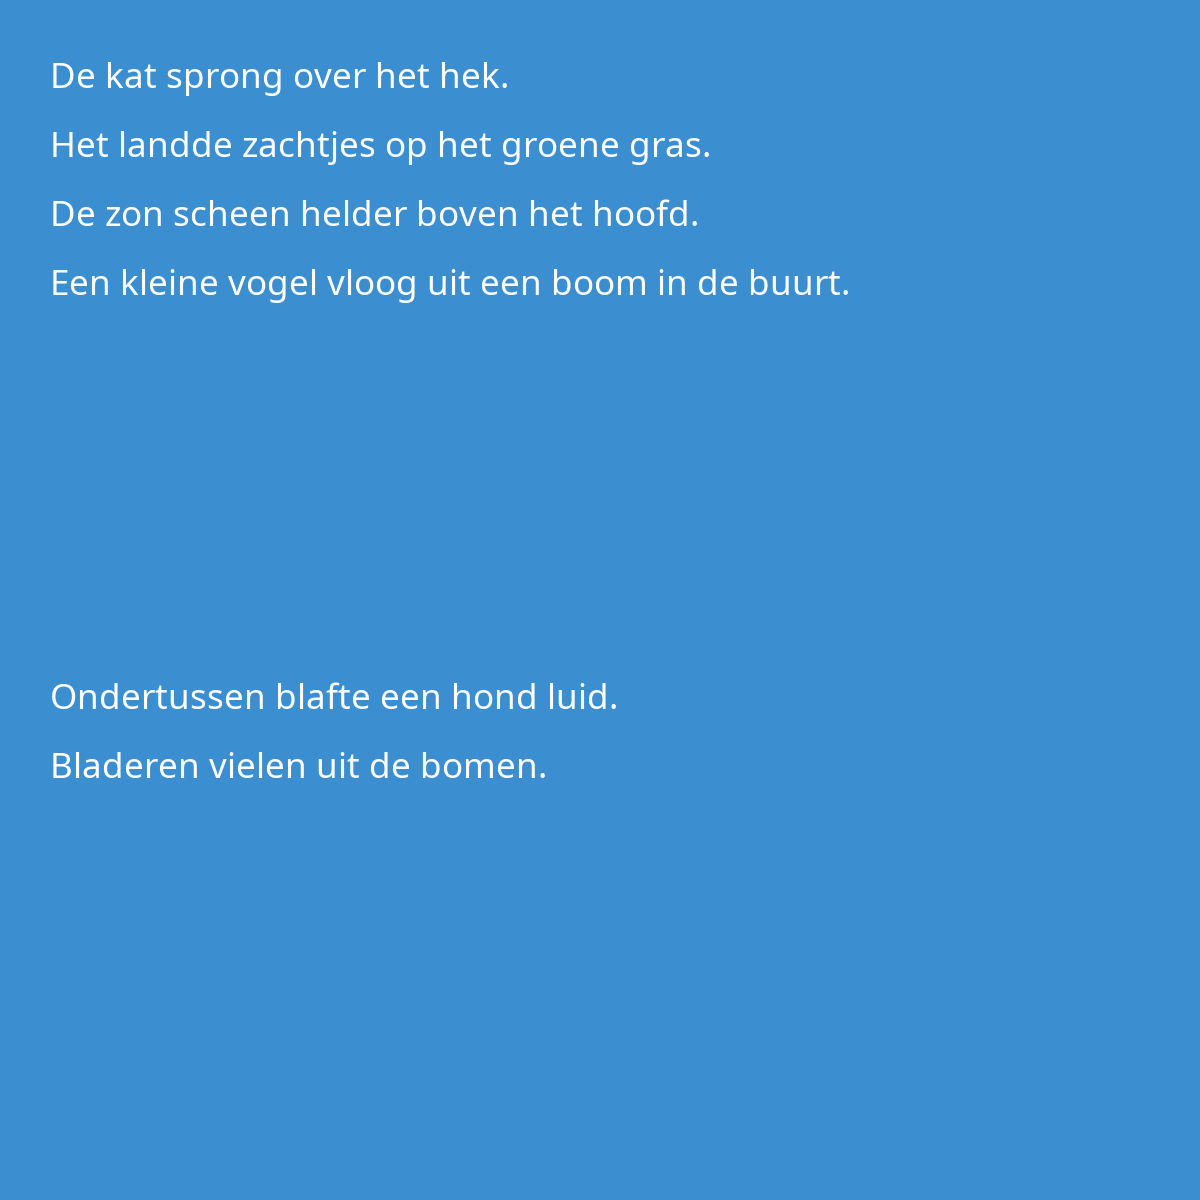 De kat sprong over het hek.
Het landde zachtjes op het groene gras.
De zon scheen helder boven het hoofd.
Een kleine vogel vloog uit een boom in de buurt.
Ondertussen blafte een hond luid.
Bladeren vielen uit de bomen.